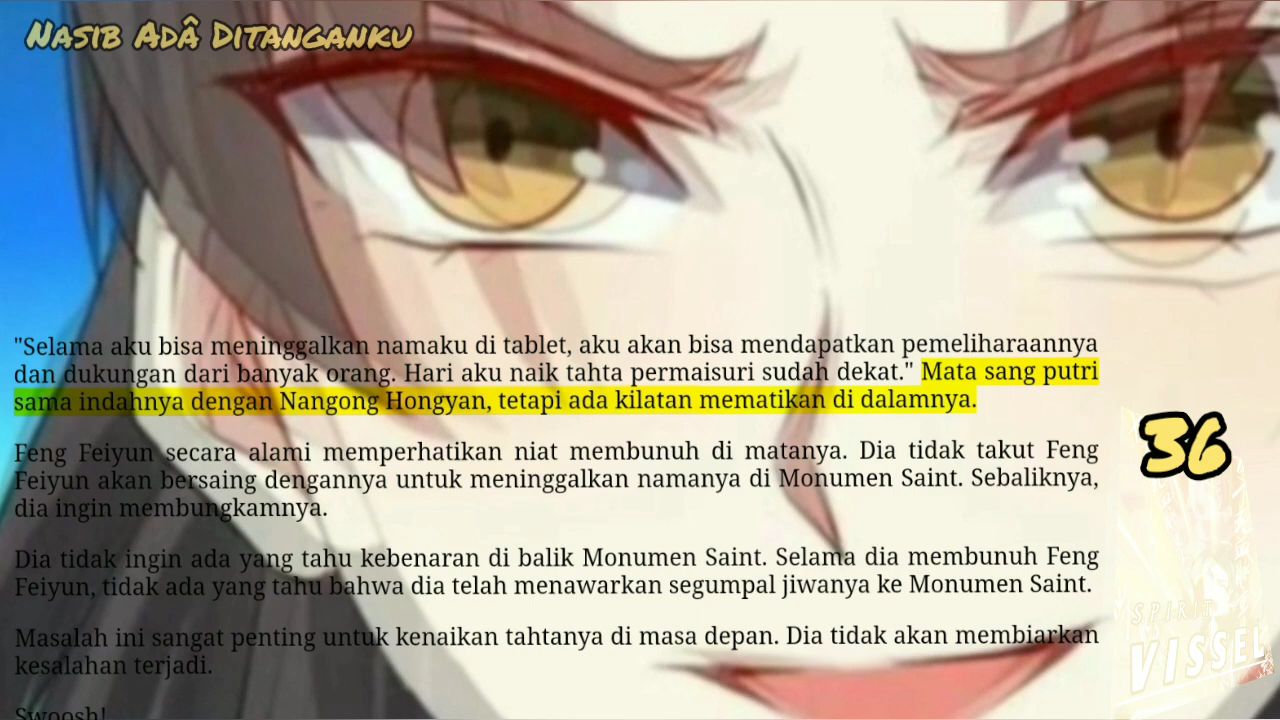 Nasib Adâ Ditanganku
"Selama aku bisa meninggalkan namaku di tablet, aku akan bisa mendapatkan pemeliharaannya
dan dukungan dari banyak orang. Hari aku naik tahta permaisuri sudah dekat." Mata sang putri
sama indahnya dengan Nangong Hongyan, tetapi ada kilatan mematikan di dalamnya.
Feng Feiyun secara alami memperhatikan niat membunuh di matanya. Dia tidak takut Feng
Feiyun akan bersaing dengannya untuk meninggalkan namanya di Monumen Saint. Sebaliknya,
dia ingin membungkamnya.
Dia tidak ingin ada yang tahu kebenaran di balik Monumen Saint. Selama dia membunuh Feng
Feiyun, tidak ada yang tahu bahwa dia telah menawarkan segumpal jiwanya ke Monumen Saint.
Masalah ini sangat penting untuk kenaikan tahtanya di masa depan. Dia tidak akan membiarkan
kesalahan terjadi.
Swoosh!
36
SPIRIT
VISSEL